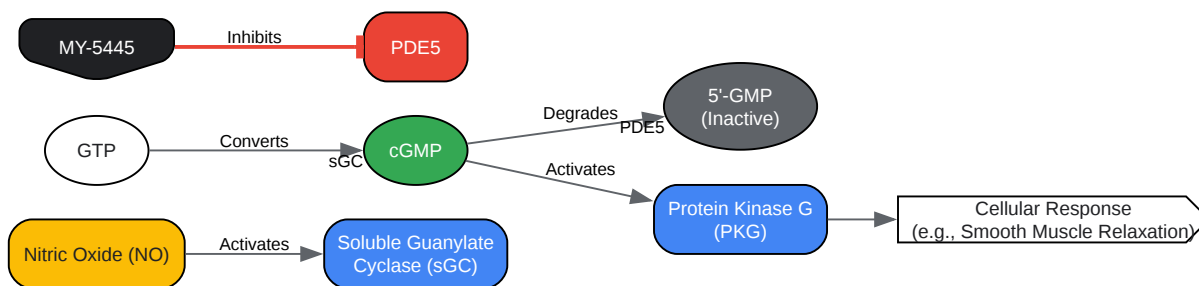 MY-5445
Inhibits
PDE5
GTP
Converts
sGC
cGMP
Degrades
PDE5
5'-GMP
(Inactive)
Activates
Protein Kinase G
(PKG)
Cellular Response
(e.g., Smooth Muscle Relaxation)
Nitric Oxide (NO)
Activates
Soluble Guanylate
Cyclase (sGC)